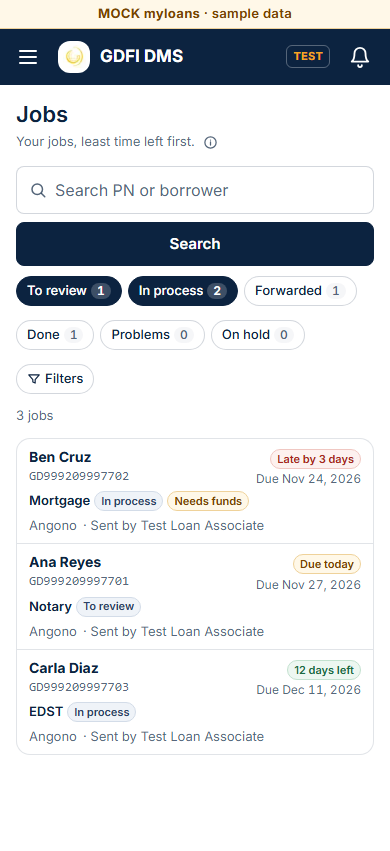 MOCK myloans · sample data
GDFI DMS
TEST
Jobs
Your jobs, least time left first.
Search PN or borrower
Search
To review 1
In process 2
Forwarded 1
Done 1
Problems 0
On hold 0
Filters
3 jobs
Ben Cruz
Late by 3 days
GD999209997702
Due Nov 24, 2026
Mortgage In process Needs funds
Angono · Sent by Test Loan Associate
Ana Reyes
Due today
GD999209997701
Due Nov 27, 2026
Notary To review
Angono · Sent by Test Loan Associate
Carla Diaz
12 days left
GD999209997703
Due Dec 11, 2026
EDST In process
Angono · Sent by Test Loan Associate